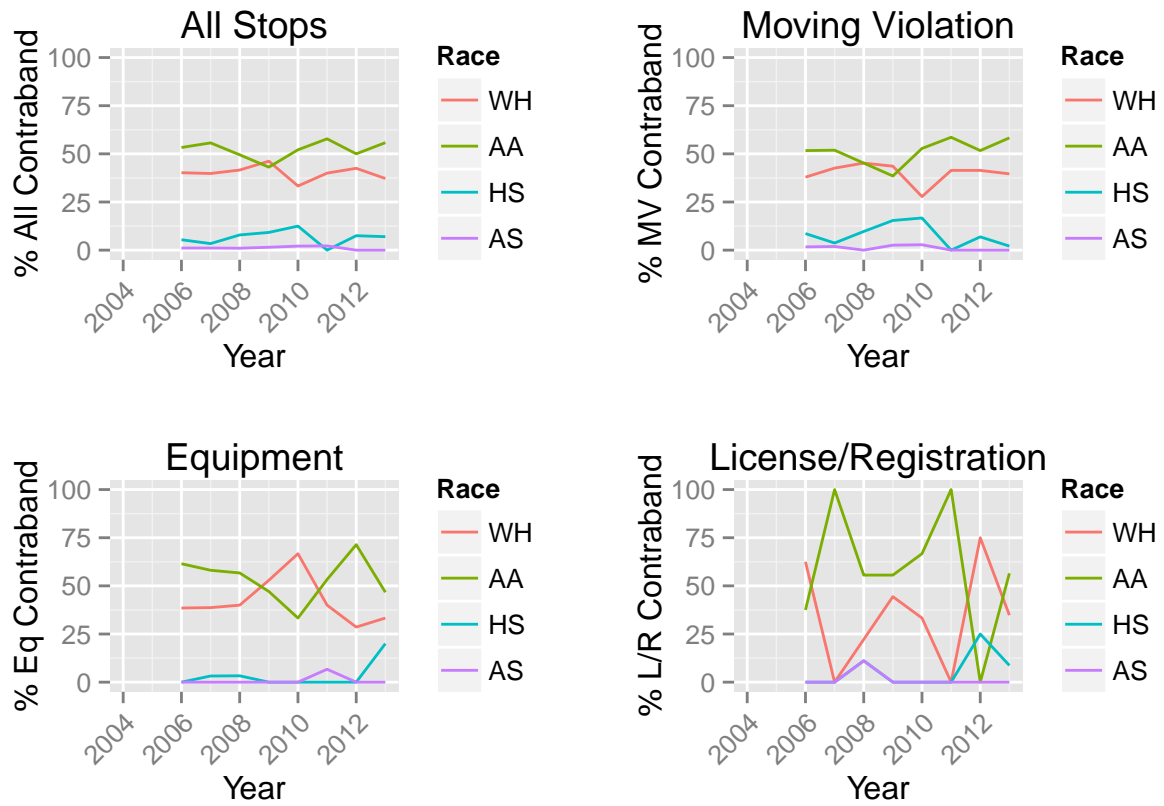 All Stops
% All Contraband
100
75
50
25
0
2004
2006
2008
2010
2012
Year
Race
WH
AA
HS
AS
Moving Violation
% MV Contraband
100
75
50
25
0
2004
2006
2008
2010
2012
Year
Race
WH
AA
HS
AS
Equipment
% Eq Contraband
100
75
50
25
0
2004
2006
2008
2010
2012
Year
Race
WH
AA
HS
AS
License/Registration
% L/R Contraband
100
75
50
25
0
2004
2006
2008
2010
2012
Year
Race
WH
AA
HS
AS